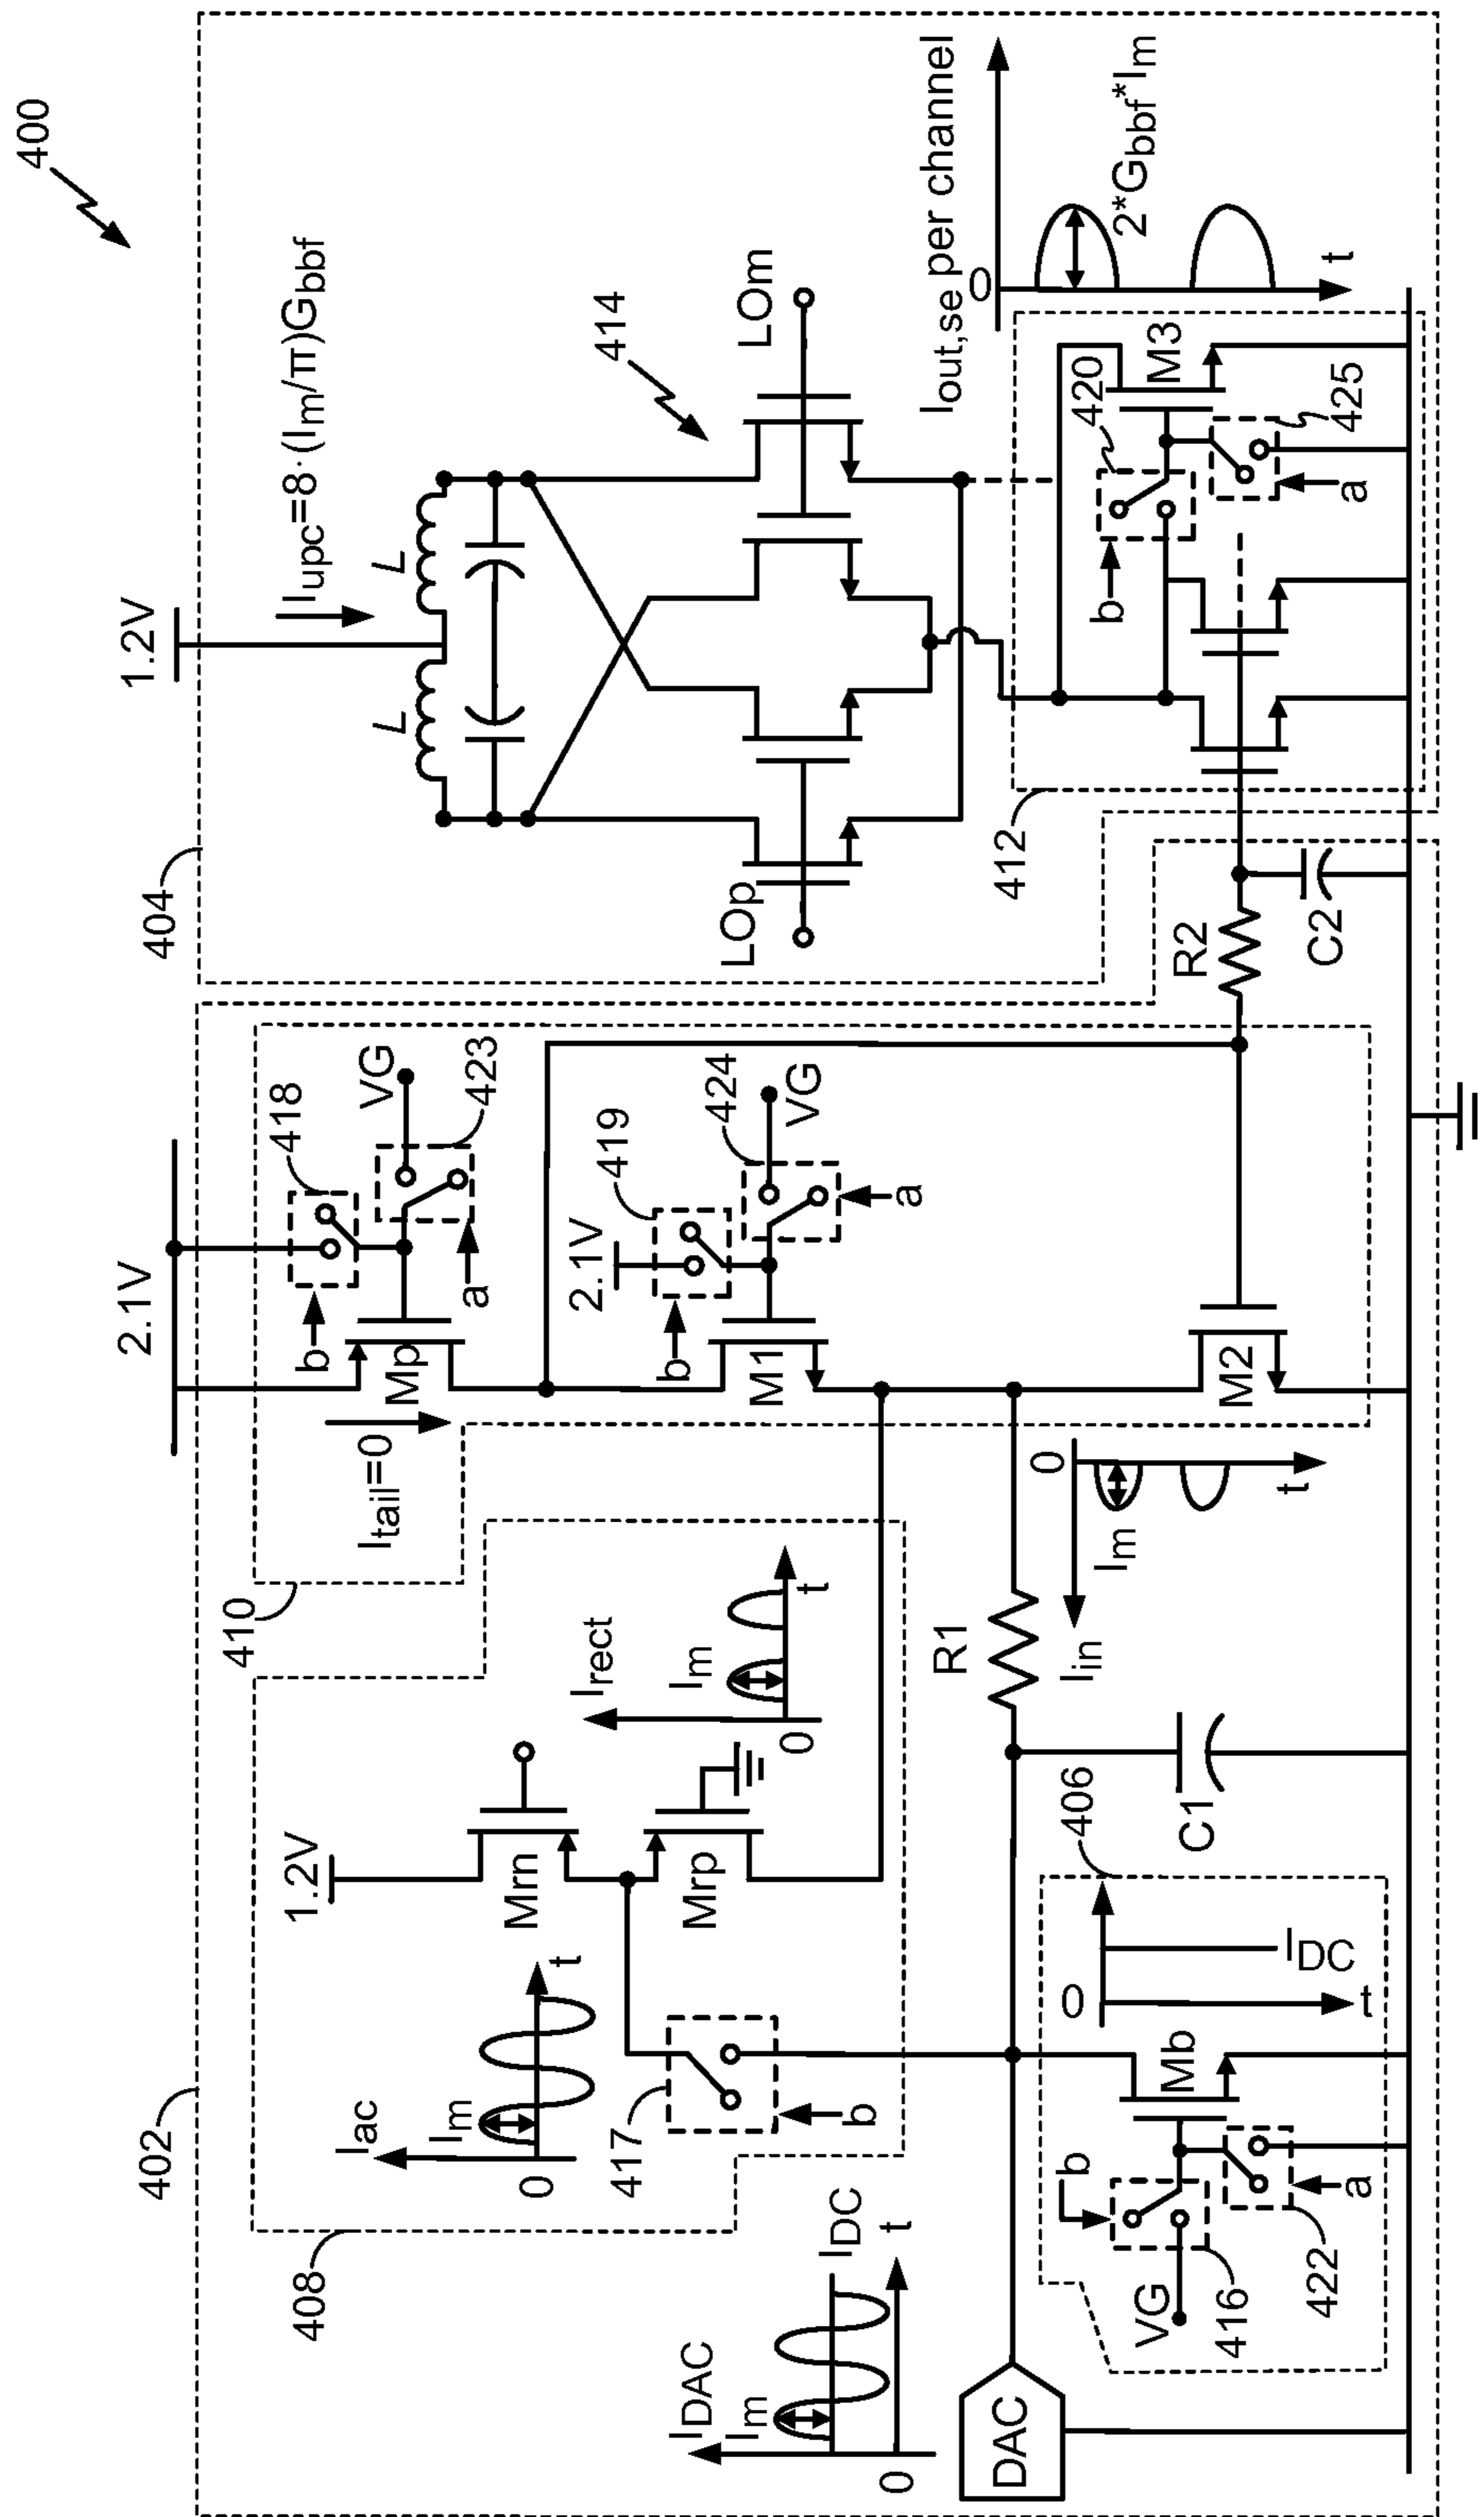 400
404
1.2V
Iupc=8·(Im/π)Gbbf
L
L
414
LOp
LOm
Iout,se per channel
0
2*Gbbf*Im
t
412
420
b
M3
425
a
R2
C2
402
2.1V
410
418
b
VG
423
a
Mp
Itail=0
419
2.1V
b
424
VG
a
M1
M2
408
1.2V
Iac
Im
0
t
Mrn
Mrp
Irect
Im
0
t
417
b
R1
Iin
Im
0
t
C1
406
IDAC
Im
IDC
0
t
DAC
VG
416
b
422
a
Mb
0
IDC
t